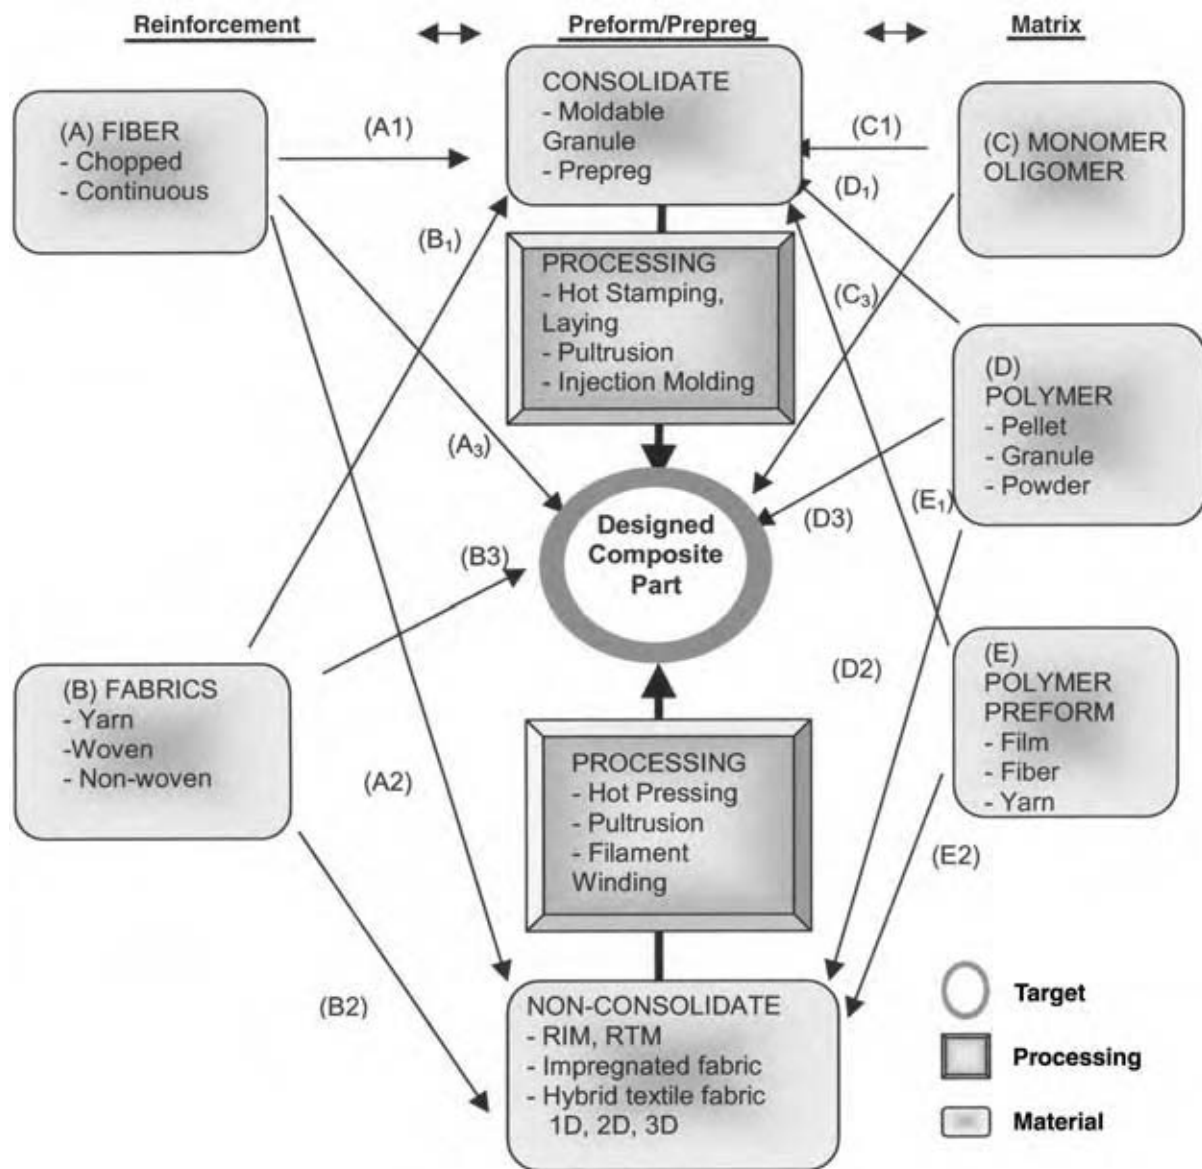 Reinforcement
Preform/Prepreg
Matrix
(A) FIBER
- Chopped
- Continuous
(A1)
CONSOLIDATE
- Moldable
Granule
- Prepreg
(C1)
(C) MONOMER
OLIGOMER
(D₁)
(B₁)
PROCESSING
- Hot Stamping,
Laying
- Pultrusion
- Injection Molding
(C₃)
(D)
POLYMER
- Pellet
- Granule
- Powder
(A₃)
(E₁)
(D3)
Designed
Composite
Part
(B3)
(B) FABRICS
- Yarn
-Woven
- Non-woven
(A2)
(D2)
(E)
POLYMER
PREFORM
- Film
- Fiber
- Yarn
PROCESSING
- Hot Pressing
- Pultrusion
- Filament
Winding
(E2)
(B2)
NON-CONSOLIDATE
- RIM, RTM
- Impregnated fabric
- Hybrid textile fabric
1D, 2D, 3D
Target
Processing
Material